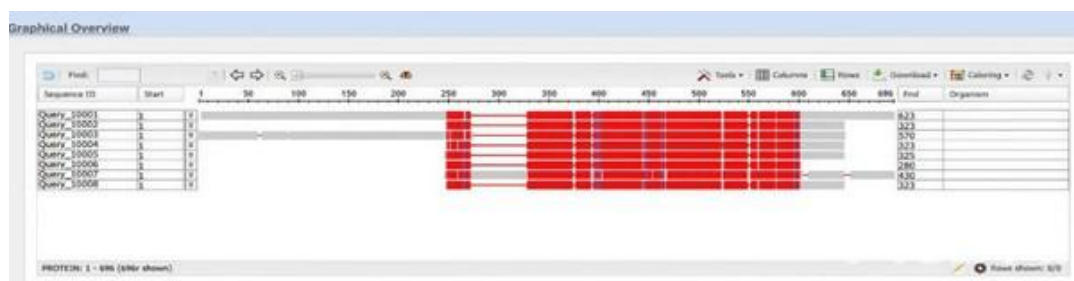 Graphical Overview
Find: Tools Columns Rows Download Coloring
Sequence ID Start 1 50 100 150 200 250 300 350 400 450 500 550 600 650 696 End Organism
Query_10001 1 623
Query_10002 1 323
Query_10003 1 570
Query_10004 1 323
Query_10005 1 325
Query_10006 1 280
Query_10007 1 430
Query_10008 1 323
PROTEIN: 1 - 696 (696r shown) Rows shown: 8/8